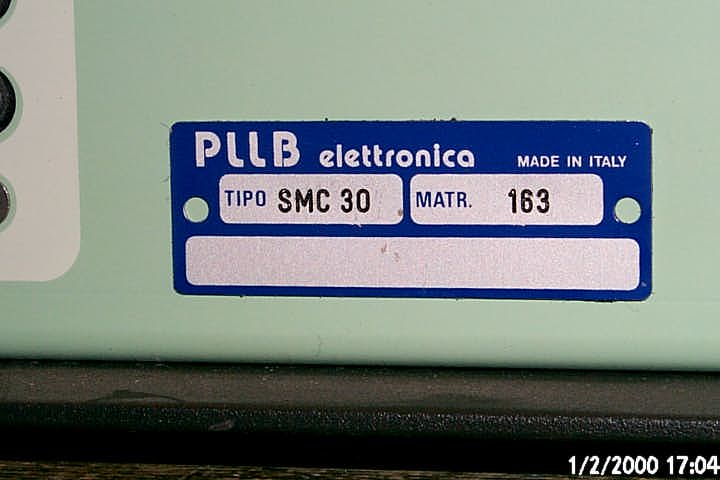 PLLB elettronica MADE IN ITALY
TIPO SMC 30 MATR. 163
1/2/2000 17:04